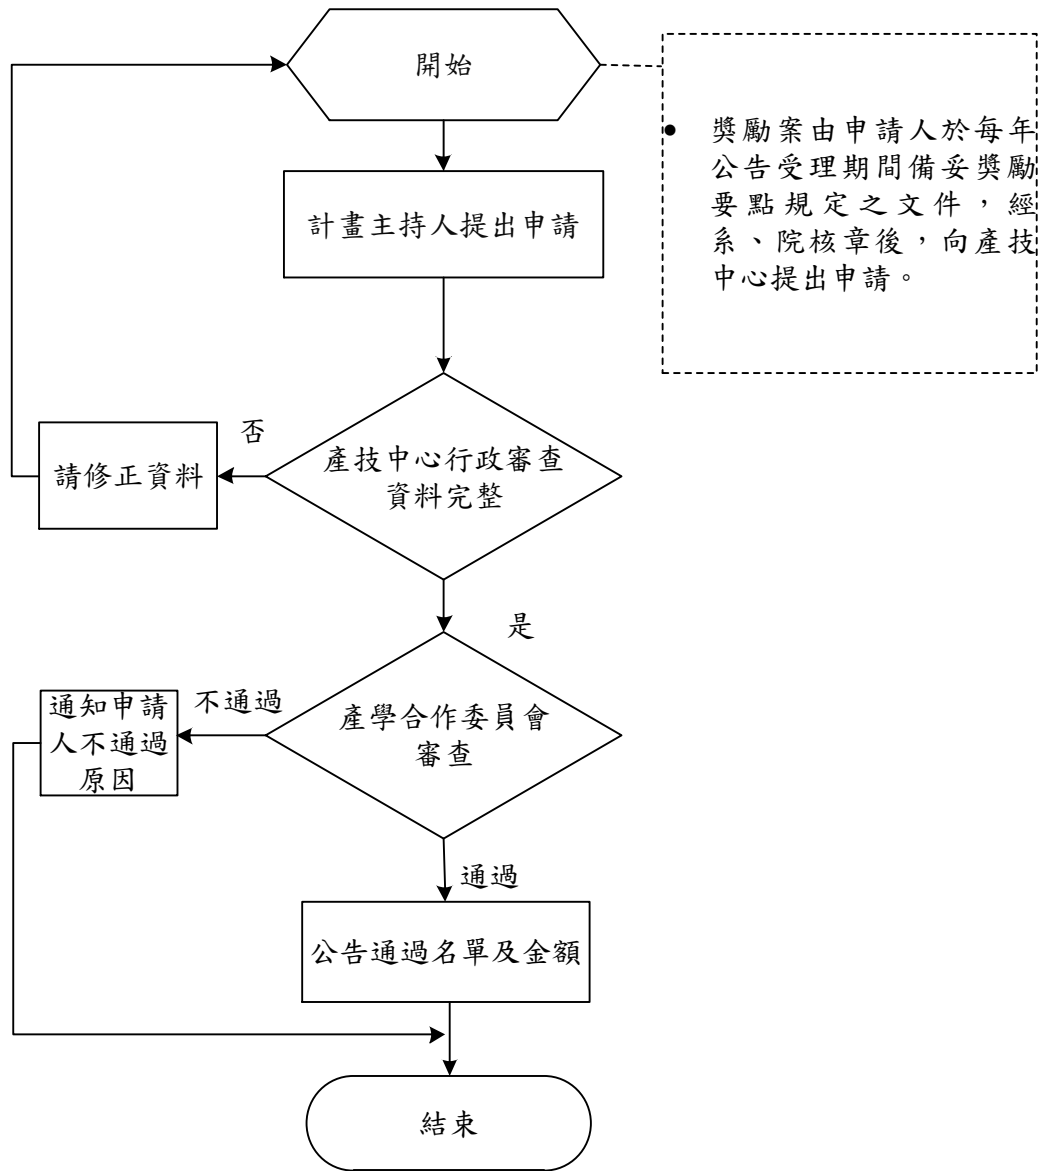 開始
• 獎勵案由申請人於每年
公告受理期間備妥獎勵
要點規定之文件，經
系、院核章後，向產技
中心提出申請。
計畫主持人提出申請
否
請修正資料
產技中心行政審查
資料完整
是
不通過
通知申請
人不通過
原因
產學合作委員會
審查
通過
公告通過名單及金額
結束